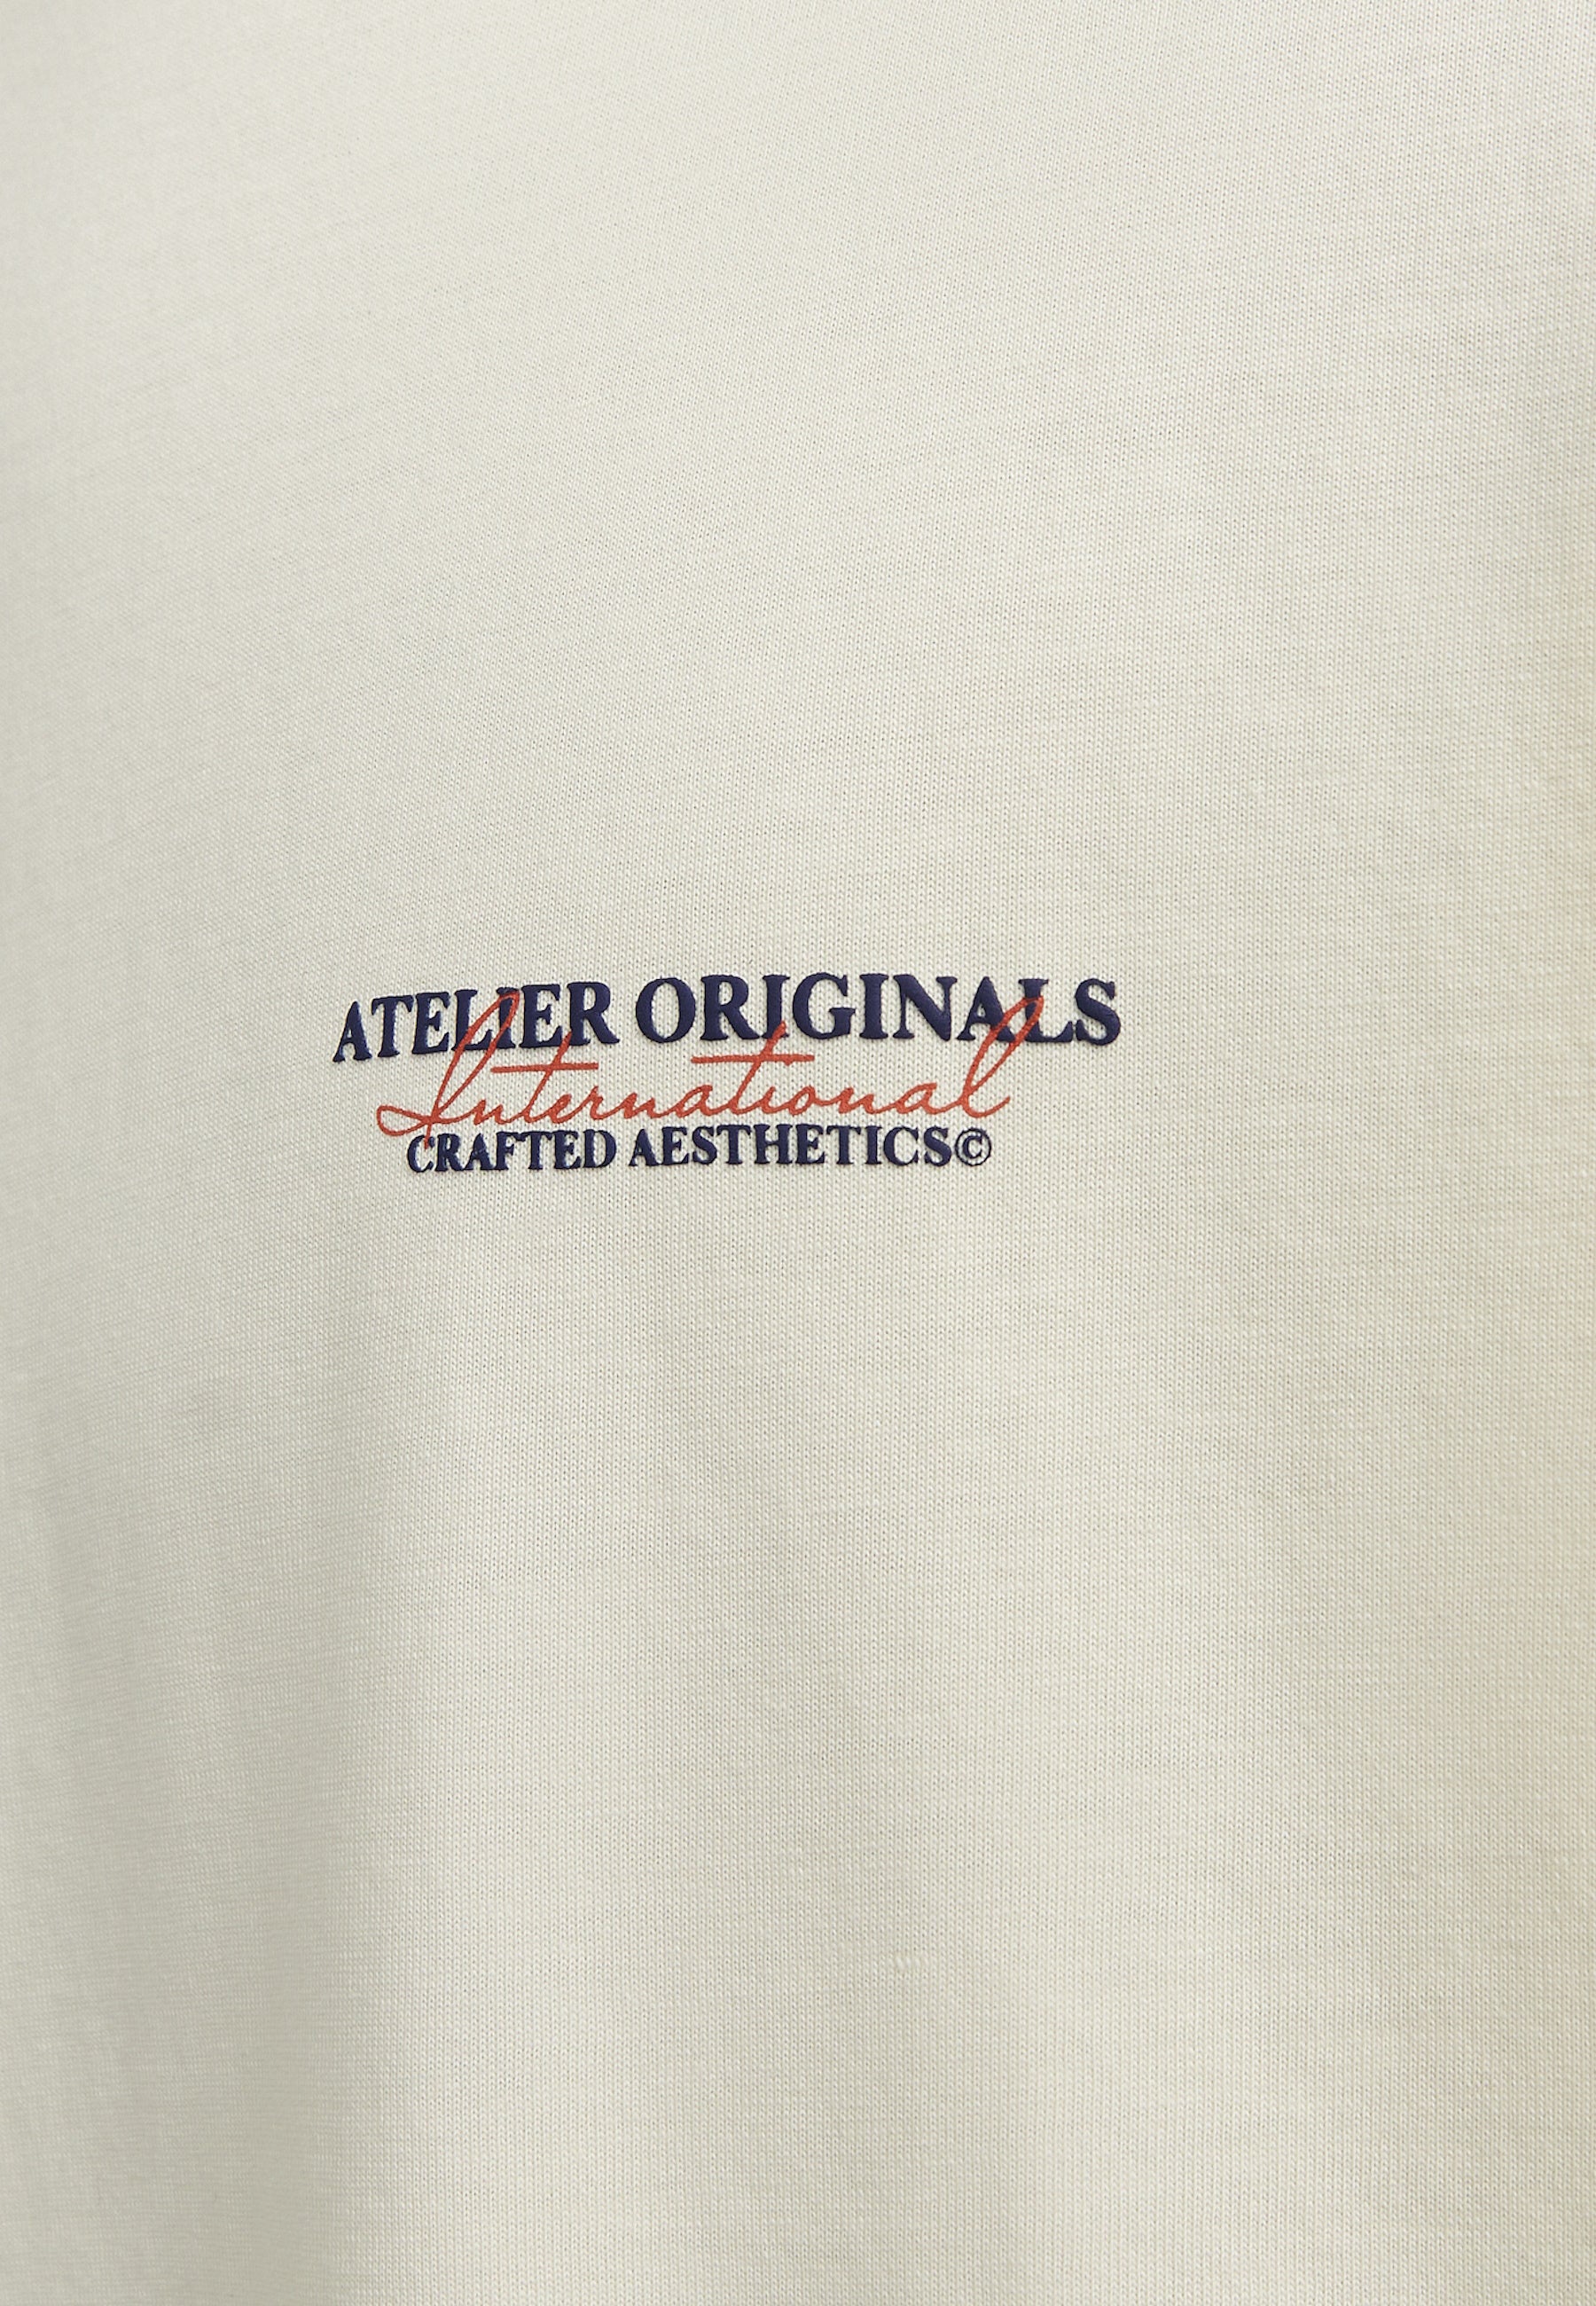 ATELIER ORIGINALS
International
CRAFTED AESTHETICS©